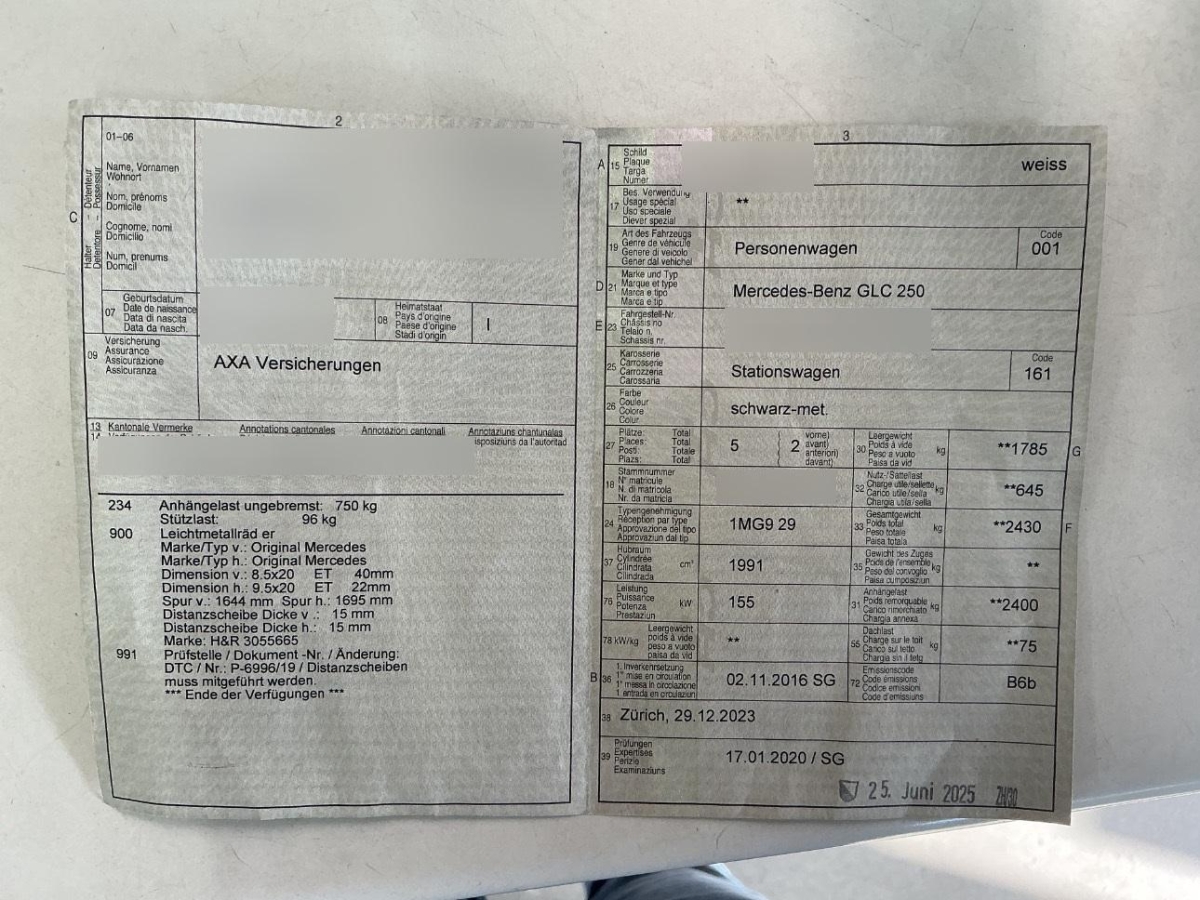 2
01–06
Name, Vornamen
Wohnort
Nom, prénoms
Domicile
Cognome, nomi
Domicilio
Num, prenums
Domicil
C
Halter Détenteur
Detentore Possessur
07
Geburtsdatum
Date de naissance
Data di nascita
Data da nasch.
08
Heimatstaat
Pays d'origine
Paese d'origine
Stadi d'origin
I
09
Versicherung
Assurance
Assicurazione
Assicuranza
AXA Versicherungen
13 Kantonale Vermerke Annotations cantonales Annotazioni cantonali Annotaziuns chantunalas
14
234 Anhängelast ungebremst: 750 kg
Stützlast: 96 kg
900 Leichtmetallräd er
Marke/Typ v.: Original Mercedes
Marke/Typ h.: Original Mercedes
Dimension v.: 8.5x20 ET 40mm
Dimension h.: 9.5x20 ET 22mm
Spur v.: 1644 mm Spur h.: 1695 mm
Distanzscheibe Dicke v .: 15 mm
Distanzscheibe Dicke h.: 15 mm
Marke: H&R 3055665
991 Prüfstelle / Dokument -Nr. / Änderung:
DTC / Nr.: P-6996/19 / Distanzscheiben
muss mitgeführt werden.
*** Ende der Verfügungen ***
3
A 15
Schild
Plaque
Targa
Numer
weiss
17
Bes. Verwendung
Usage spécial
Uso speciale
Diever spezial
**
19
Art des Fahrzeugs
Genre de véhicule
Genere di veicolo
Gener dal vehichel
Personenwagen
Code
001
D 21
Marke und Typ
Marque et type
Marca e tipo
Marca e tip
Mercedes-Benz GLC 250
E 23
Fahrgestell-Nr.
Châssis no
Telaio n.
Schassis nr.
25
Karosserie
Carrosserie
Carrozzeria
Carossaria
Stationswagen
Code
161
26
Farbe
Couleur
Colore
Colur
schwarz-met.
27
Plätze: Total
Places: Total
Posti: Totale
Plazs: Total
5
2
vorne)
avant)
anteriori)
davant)
30
Leergewicht
Poids à vide
Peso a vuoto
Paisa da vid
kg
**1785
G
18
Stammnummer
N° matricule
N. di matricola
Nr. da matricla
32
Nutz-/Sattellast
Charge utile/sellette
Carico utile/sella
Chargia utila/sella
kg
**645
24
Typengenehmigung
Réception par type
Approvazione del tipo
Approvaziun dal tip
1MG9 29
33
Gesamtgewicht
Poids total
Peso totale
Paisa totala
kg
**2430
F
37
Hubraum
Cylindrée
Cilindrata
Cilindrada
cm³
1991
35
Gewicht des Zuges
Poids de l'ensemble
Peso del convoglio
Paisa cumposiziun
kg
**
76
Leistung
Puissance
Potenza
Prestaziun
kW
155
31
Anhängelast
Poids remorquable
Carico rimorchiato
Chargia annexa
kg
**2400
78 kW/kg
Leergewicht
poids à vide
peso a vuoto
paisa da vid
**
55
Dachlast
Charge sur le toit
Carico sul tetto
Chargia sin il tetg
kg
**75
B 36
1. Inverkehrsetzung
1re mise en circulation
1a messa in circolazione
1 entrada en circulaziun
02.11.2016 SG
72
Emissionscode
Code émissions
Codice emissioni
Code d'emissiuns
B6b
38 Zürich, 29.12.2023
39
Prüfungen
Expertises
Perizie
Examinaziuns
17.01.2020 / SG
25. Juni 2025 ZH/30